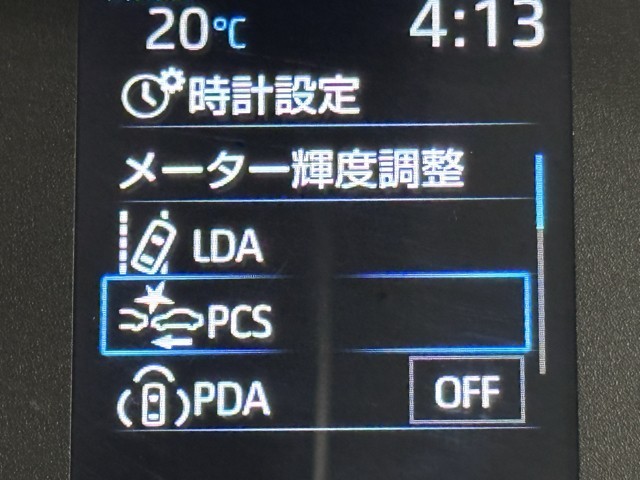 20℃ 4:13
時計設定
メーター輝度調整
LDA
PCS
PDA OFF